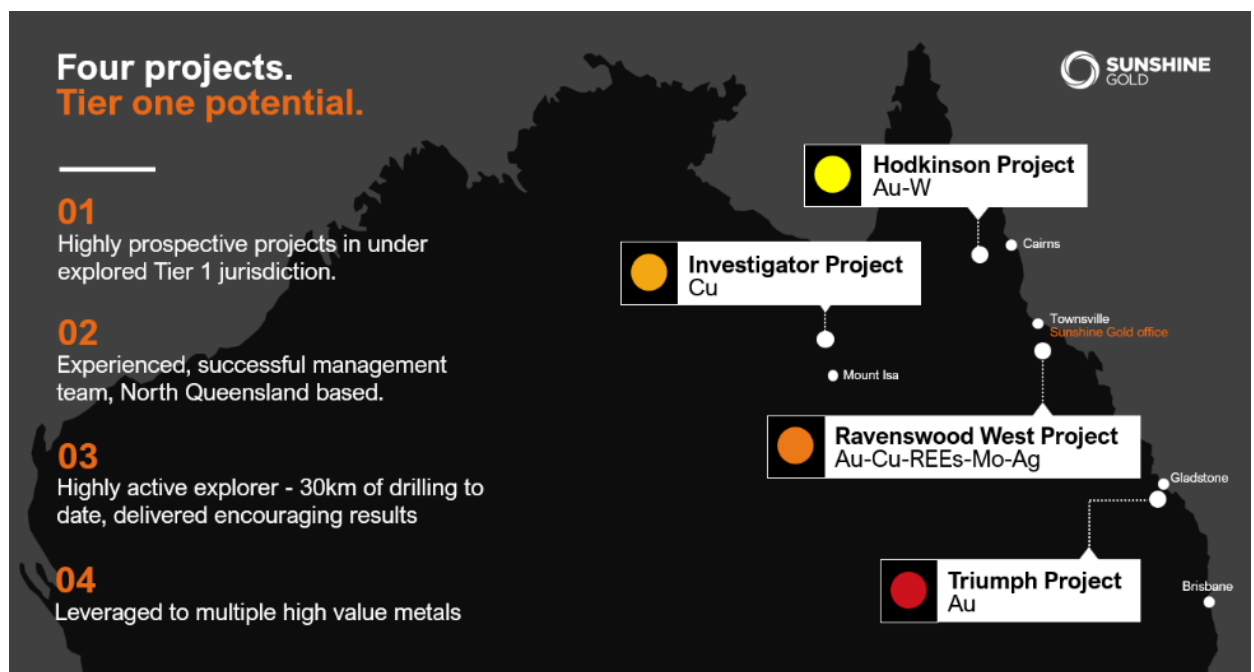 Four projects.
Tier one potential.
SUNSHINE
GOLD
01
Highly prospective projects in under
explored Tier 1 jurisdiction.
02
Experienced, successful management
team, North Queensland based.
03
Highly active explorer - 30km of drilling to
date, delivered encouraging results
04
Leveraged to multiple high value metals
Hodkinson Project
Au-W
Cairns
Investigator Project
Cu
Townsville
Sunshine Gold office
Mount Isa
Ravenswood West Project
Au-Cu-REEs-Mo-Ag
Gladstone
Triumph Project
Au
Brisbane